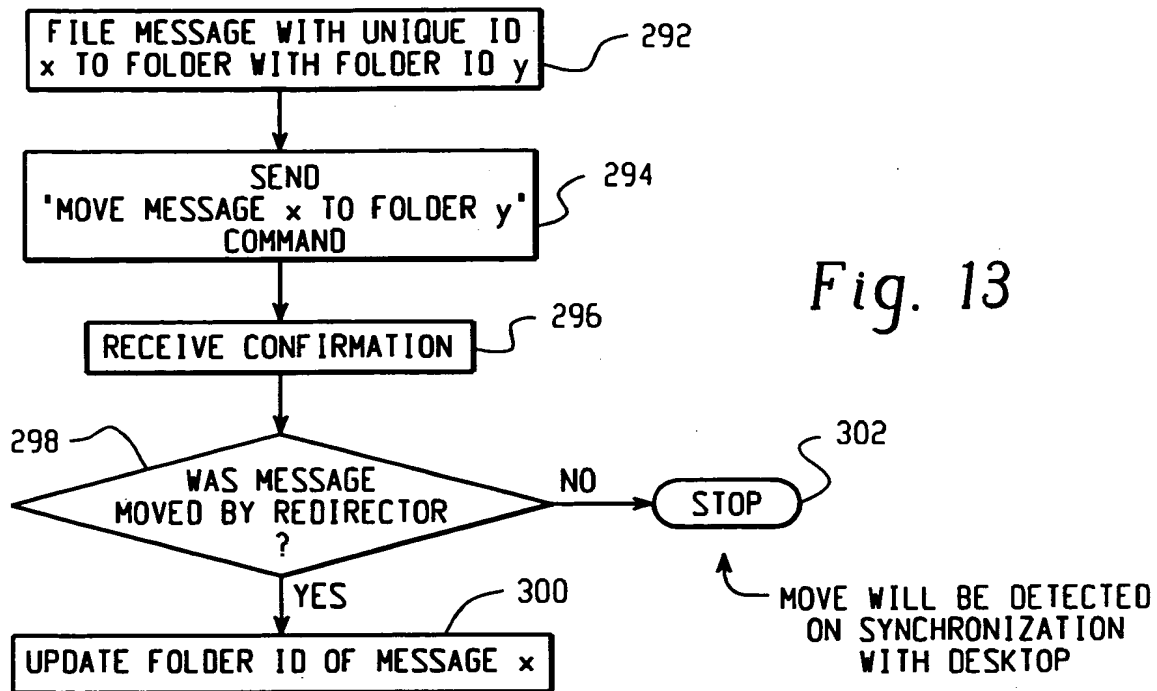 FILE MESSAGE WITH UNIQUE ID
x TO FOLDER WITH FOLDER ID y
292
SEND
"MOVE MESSAGE x TO FOLDER y"
COMMAND
294
Fig. 13
RECEIVE CONFIRMATION
296
298
WAS MESSAGE
MOVED BY REDIRECTOR
?
NO
STOP
302
YES
300
MOVE WILL BE DETECTED
ON SYNCHRONIZATION
WITH DESKTOP
UPDATE FOLDER ID OF MESSAGE x